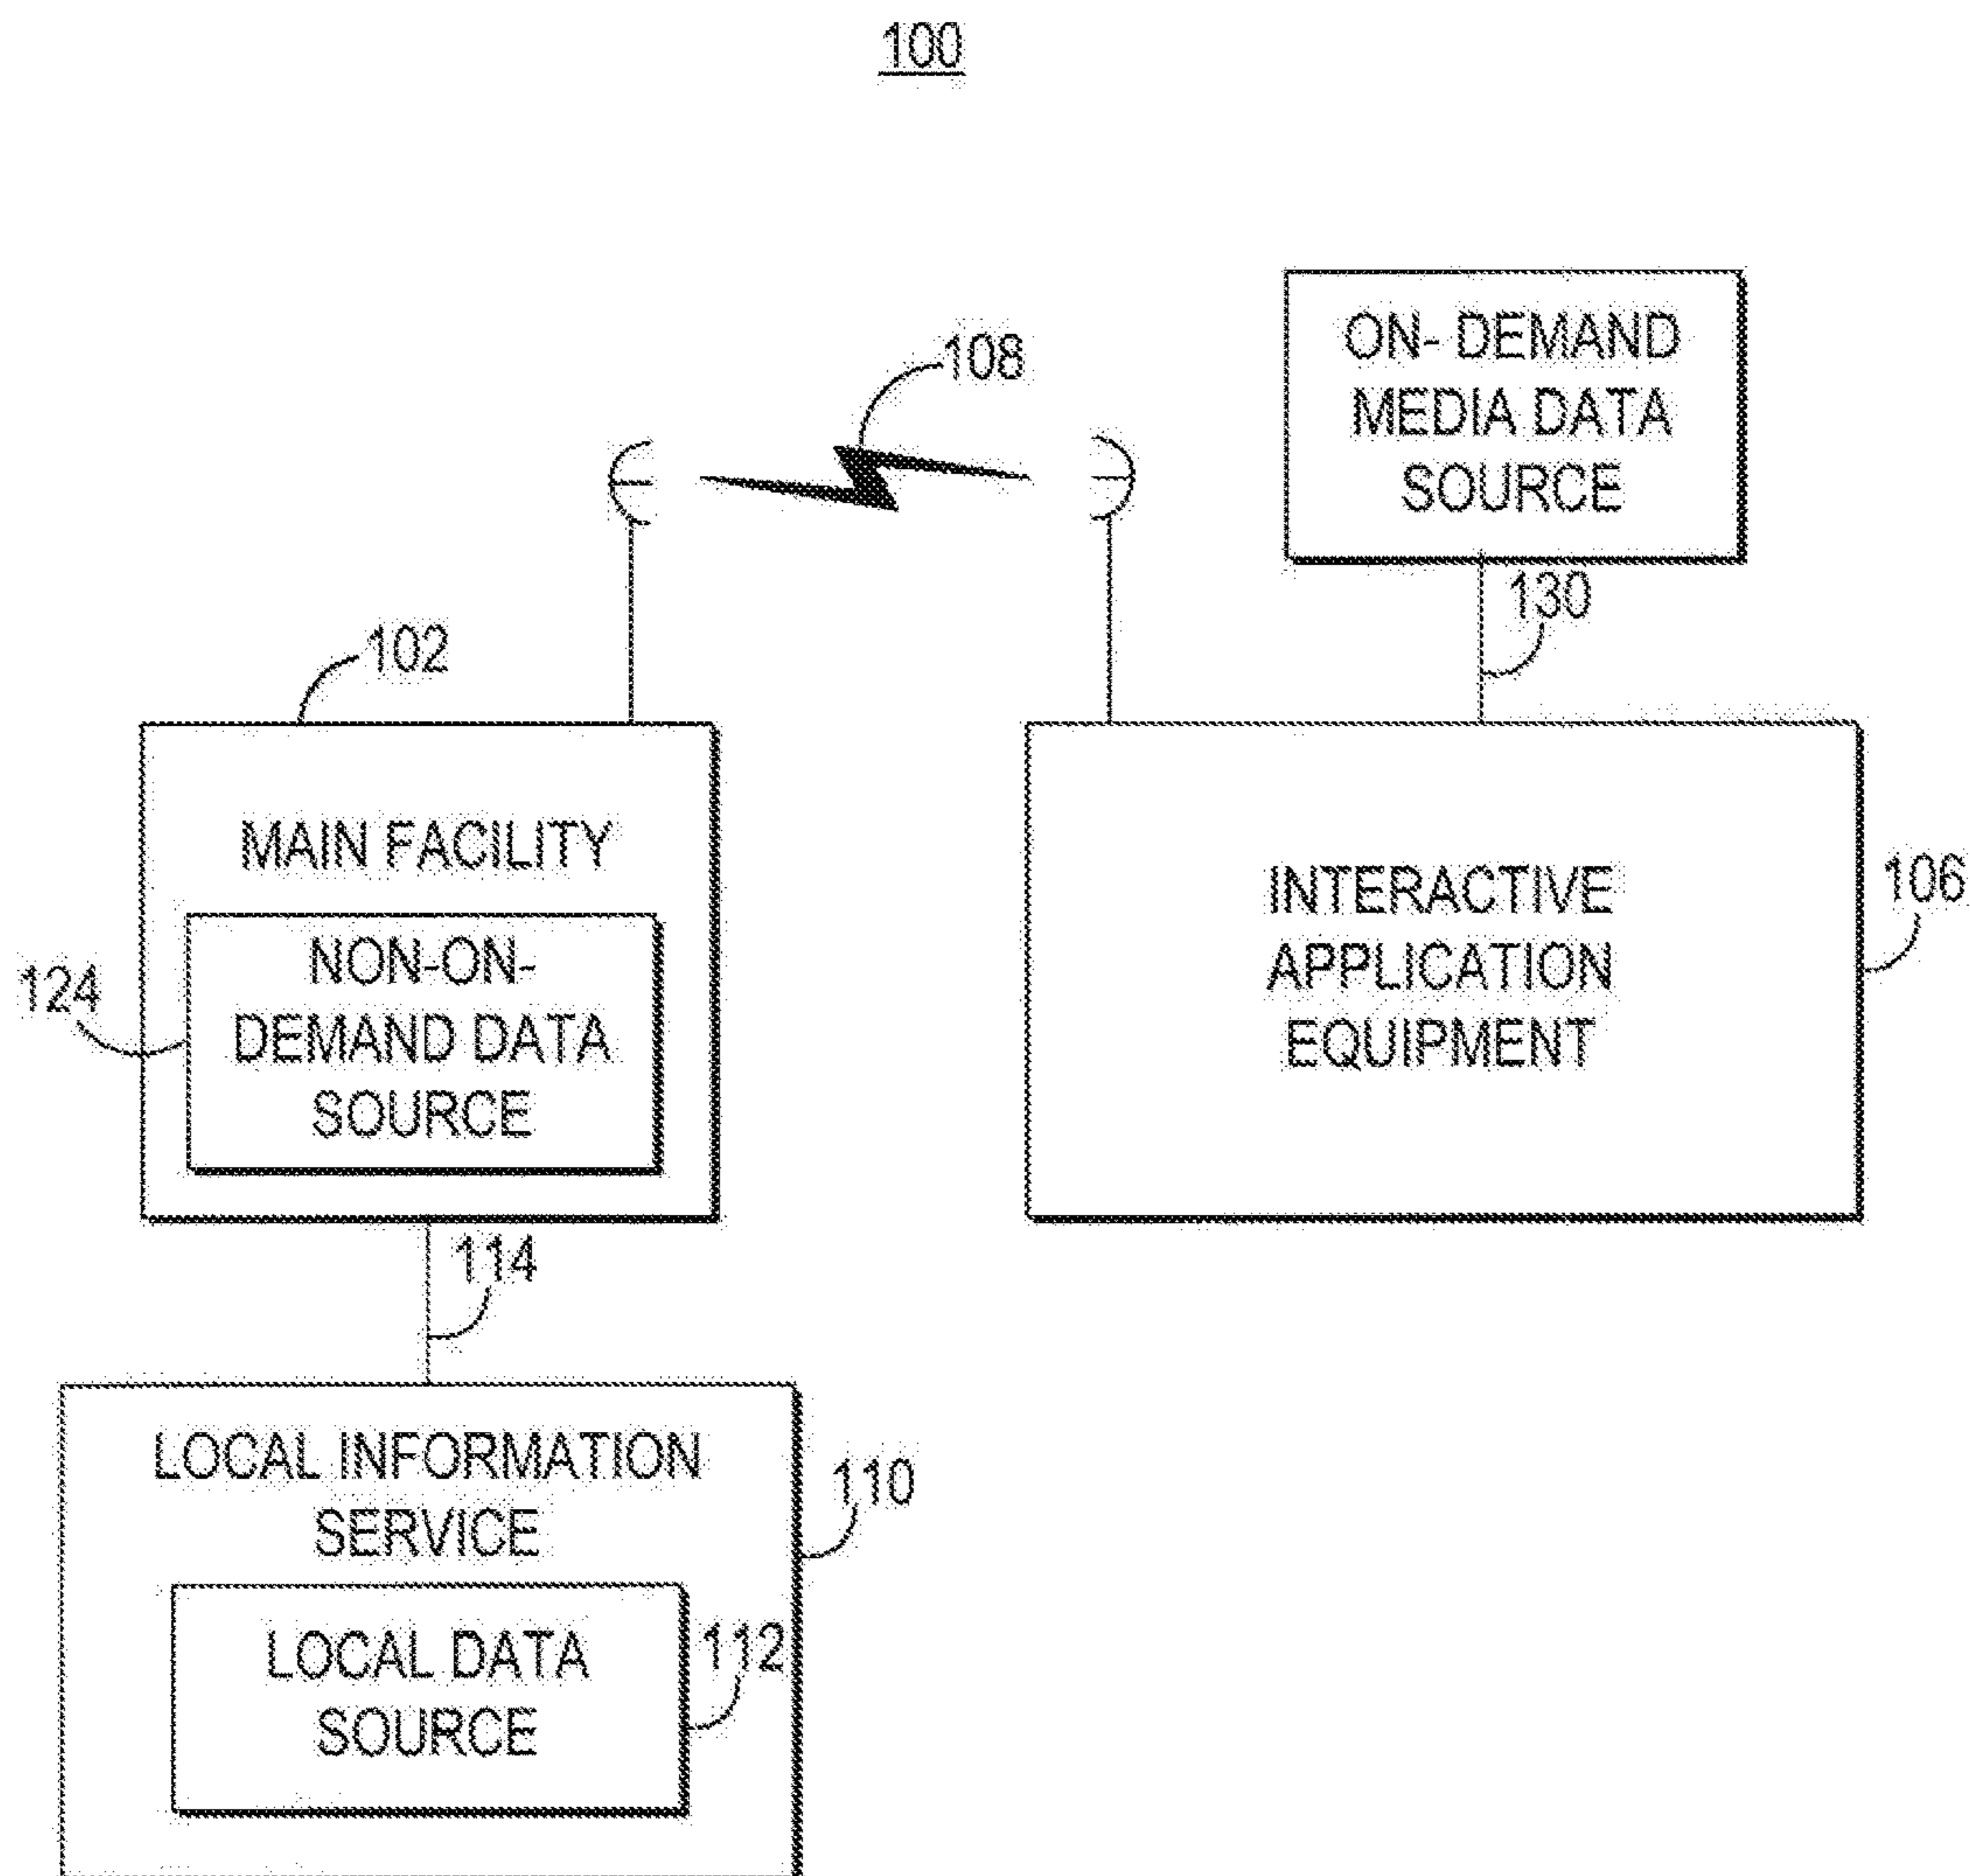 100
108
ON- DEMAND
MEDIA DATA
SOURCE
130
102
MAIN FACILITY
124
NON-ON-
DEMAND DATA
SOURCE
INTERACTIVE
APPLICATION
EQUIPMENT
106
114
LOCAL INFORMATION
SERVICE
110
LOCAL DATA
SOURCE
112